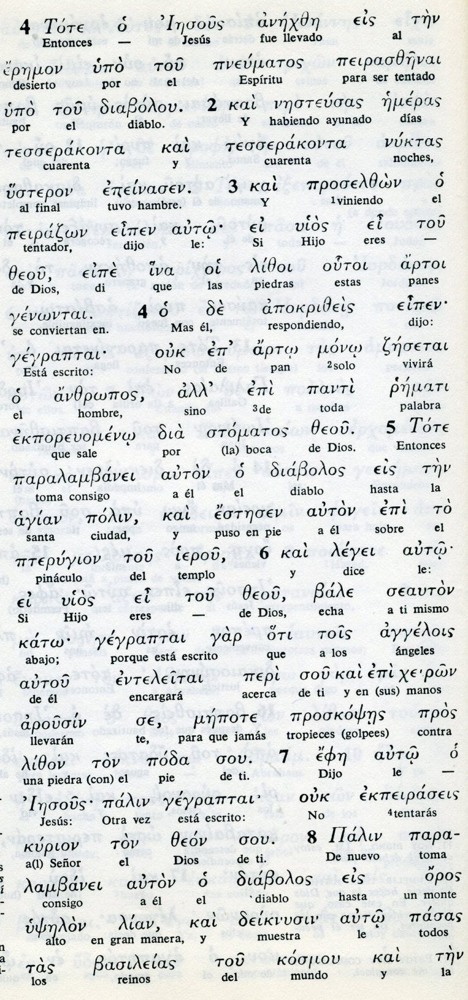 4 Τότε ὁ Ἰησοῦς ἀνήχθη εἰς τὴν
Entonces — Jesús fue llevado al
ἔρημον ὑπὸ τοῦ πνεύματος πειρασθῆναι
desierto por el Espíritu para ser tentado
ὑπὸ τοῦ διαβόλου. 2 καὶ νηστεύσας ἡμέρας
por el diablo. Y habiendo ayunado días
τεσσεράκοντα καὶ τεσσεράκοντα νύκτας
cuarenta y cuarenta noches,
ὕστερον ἐπείνασεν. 3 καὶ προσελθὼν ὁ
al final tuvo hambre. Y 1viniendo el
πειράζων εἶπεν αὐτῷ· εἰ υἱὸς εἶ τοῦ
tentador, dijo le: Si Hijo eres —
θεοῦ, εἰπὲ ἵνα οἱ λίθοι οὗτοι ἄρτοι
de Dios, di que las piedras estas panes
γένωνται. 4 ὁ δὲ ἀποκριθεὶς εἶπεν·
se conviertan en. Mas él, respondiendo, dijo:
γέγραπται· οὐκ ἐπ’ ἄρτῳ μόνῳ ζήσεται
Está escrito: No de pan 2solo vivirá
ὁ ἄνθρωπος, ἀλλ’ ἐπὶ παντὶ ῥήματι
el hombre, sino 3de toda palabra
ἐκπορευομένῳ διὰ στόματος θεοῦ. 5 Τότε
que sale por (la) boca de Dios. Entonces
παραλαμβάνει αὐτὸν ὁ διάβολος εἰς τὴν
toma consigo a él el diablo hasta la
ἁγίαν πόλιν, καὶ ἔστησεν αὐτὸν ἐπὶ τὸ
santa ciudad, y puso en pie a él sobre el
πτερύγιον τοῦ ἱεροῦ, 6 καὶ λέγει αὐτῷ·
pináculo del templo y dice le:
εἰ υἱὸς εἶ τοῦ θεοῦ, βάλε σεαυτὸν
Si Hijo eres — de Dios, echa a ti mismo
κάτω· γέγραπται γὰρ ὅτι τοῖς ἀγγέλοις
abajo; porque está escrito que a los ángeles
αὐτοῦ ἐντελεῖται περὶ σοῦ καὶ ἐπὶ χειρῶν
de él encargará acerca de ti y en (sus) manos
ἀροῦσίν σε, μήποτε προσκόψῃς πρὸς
llevarán te, para que jamás tropieces (golpees) contra
λίθον τὸν πόδα σου. 7 ἔφη αὐτῷ ὁ
una piedra (con) el pie de ti. Dijo le —
Ἰησοῦς· πάλιν γέγραπται· οὐκ ἐκπειράσεις
Jesús: Otra vez está escrito: No 4tentarás
κύριον τὸν θεόν σου. 8 Πάλιν παρα-
a(l) Señor el Dios de ti. De nuevo toma
λαμβάνει αὐτὸν ὁ διάβολος εἰς ὄρος
consigo a él el diablo hasta un monte
ὑψηλὸν λίαν, καὶ δείκνυσιν αὐτῷ πάσας
alto en gran manera, y muestra le todos
τὰς βασιλείας τοῦ κόσμου καὶ τὴν
los reinos del mundo y la